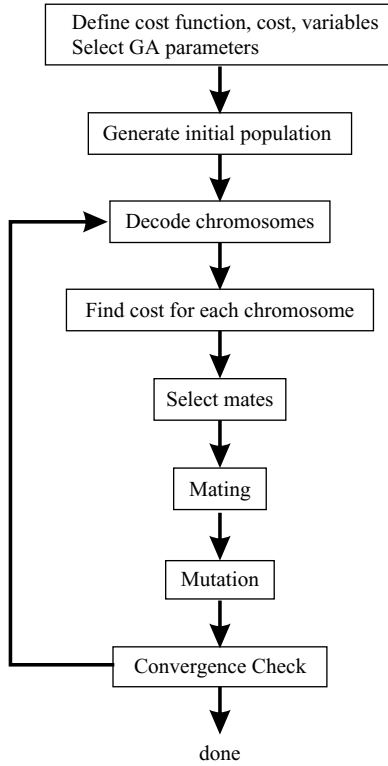 Define cost function, cost, variables
Select GA parameters
Generate initial population
Decode chromosomes
Find cost for each chromosome
Select mates
Mating
Mutation
Convergence Check
done